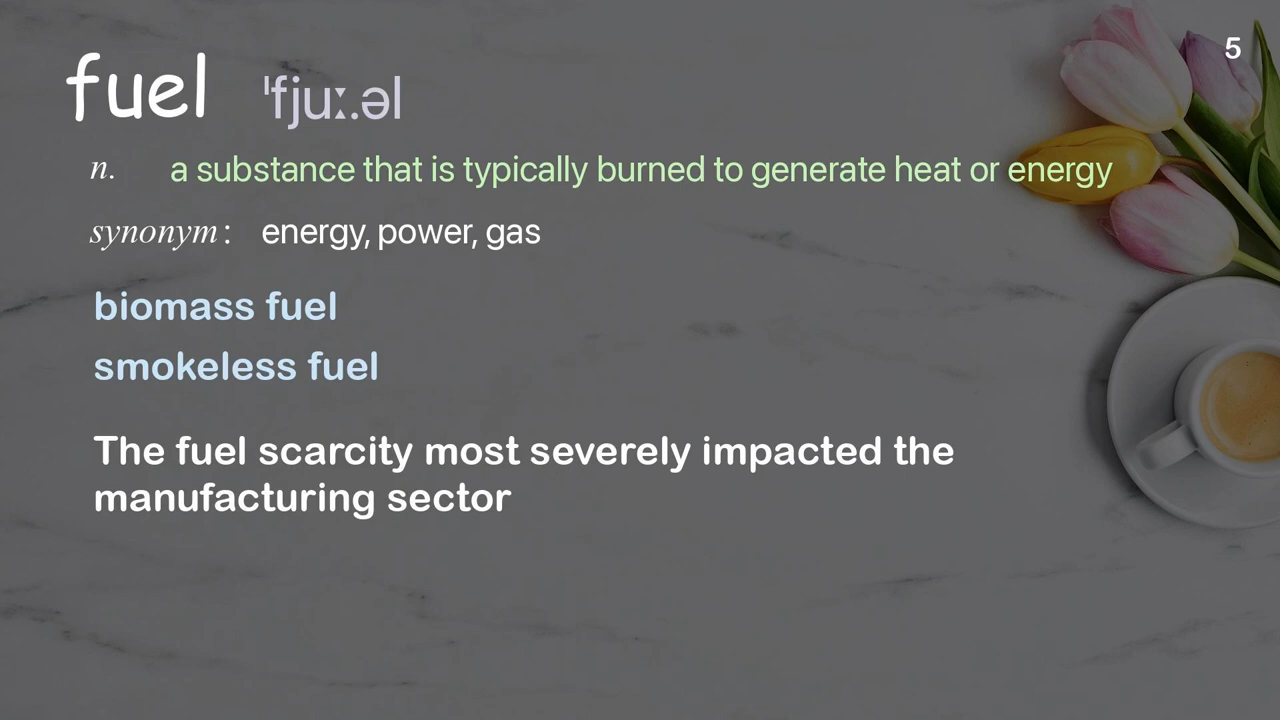 5
fuel ˈfjuː.əl
n. a substance that is typically burned to generate heat or energy
synonym : energy, power, gas
biomass fuel
smokeless fuel
The fuel scarcity most severely impacted the
manufacturing sector